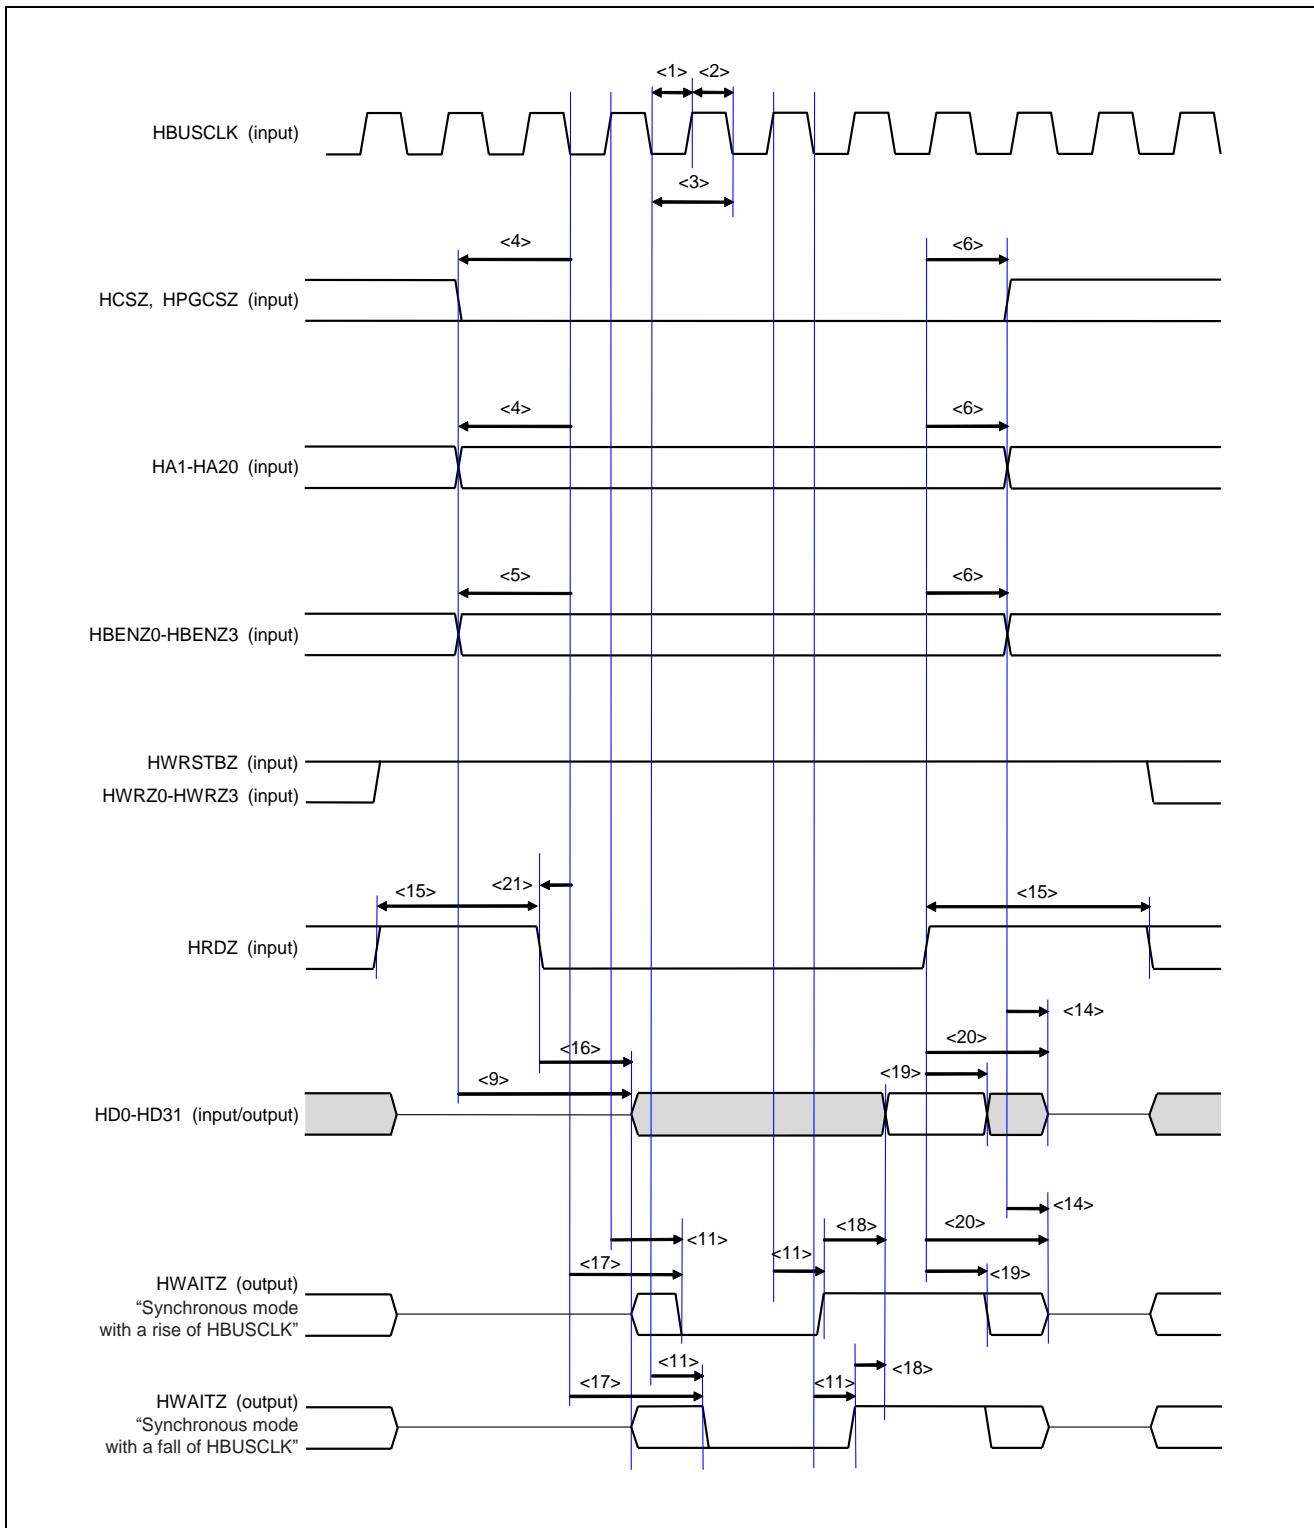 <1> <2>
HBUSCLK (input)
<3>
<4> <6>
HCSZ, HPGCSZ (input)
<4> <6>
HA1-HA20 (input)
<5> <6>
HBENZ0-HBENZ3 (input)
HWRSTBZ (input)
HWRZ0-HWRZ3 (input)
<15> <21> <15>
HRDZ (input)
<14>
<16> <20>
<9> <19>
HD0-HD31 (input/output)
<14>
<11> <18> <20>
<17> <11> <19>
HWAITZ (output)
“Synchronous mode
with a rise of HBUSCLK”
<11> <18>
<17> <11>
HWAITZ (output)
“Synchronous mode
with a fall of HBUSCLK”